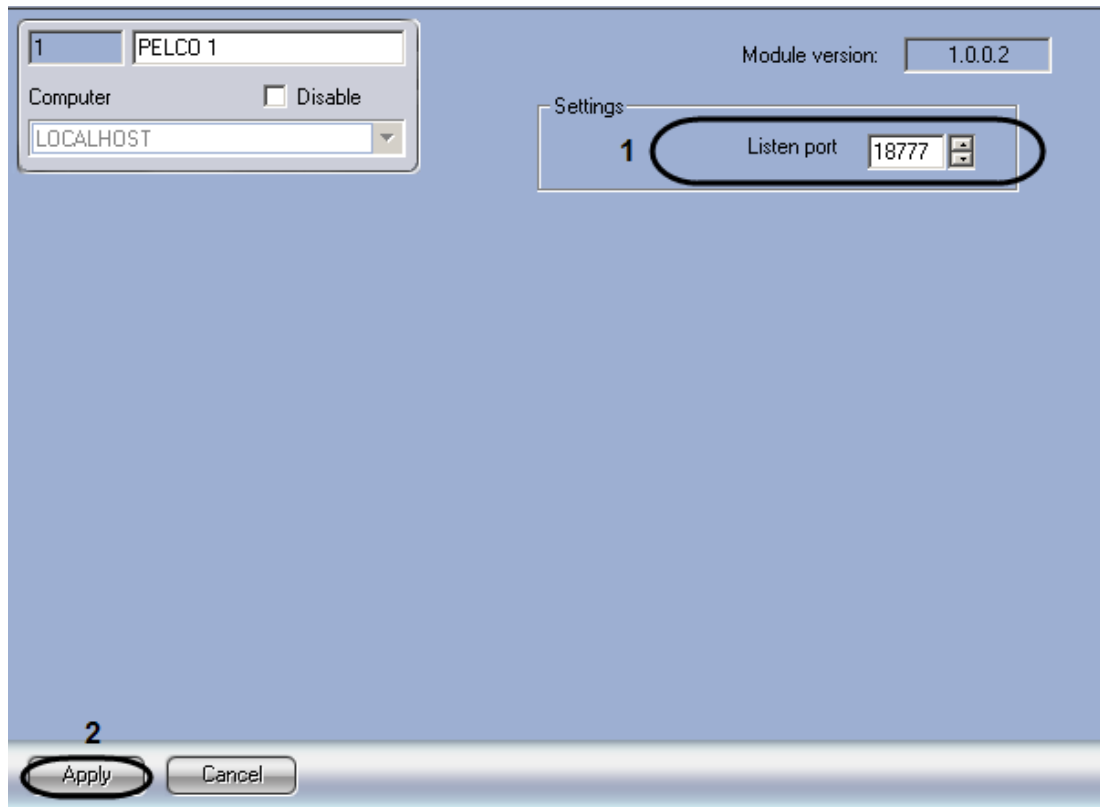 1 PELCO 1
Computer Disable
LOCALHOST
Module version: 1.0.0.2
Settings
1 Listen port 18777
2
Apply Cancel